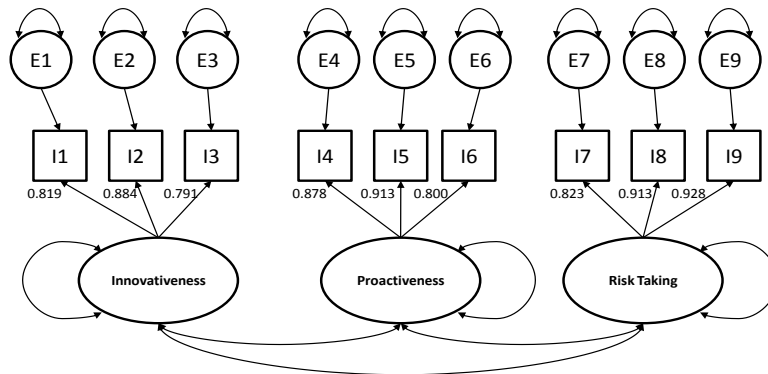 E1 E2 E3 E4 E5 E6 E7 E8 E9
I1 I2 I3 I4 I5 I6 I7 I8 I9
0.819 0.884 0.791 0.878 0.913 0.800 0.823 0.913 0.928
Innovativeness Proactiveness Risk Taking